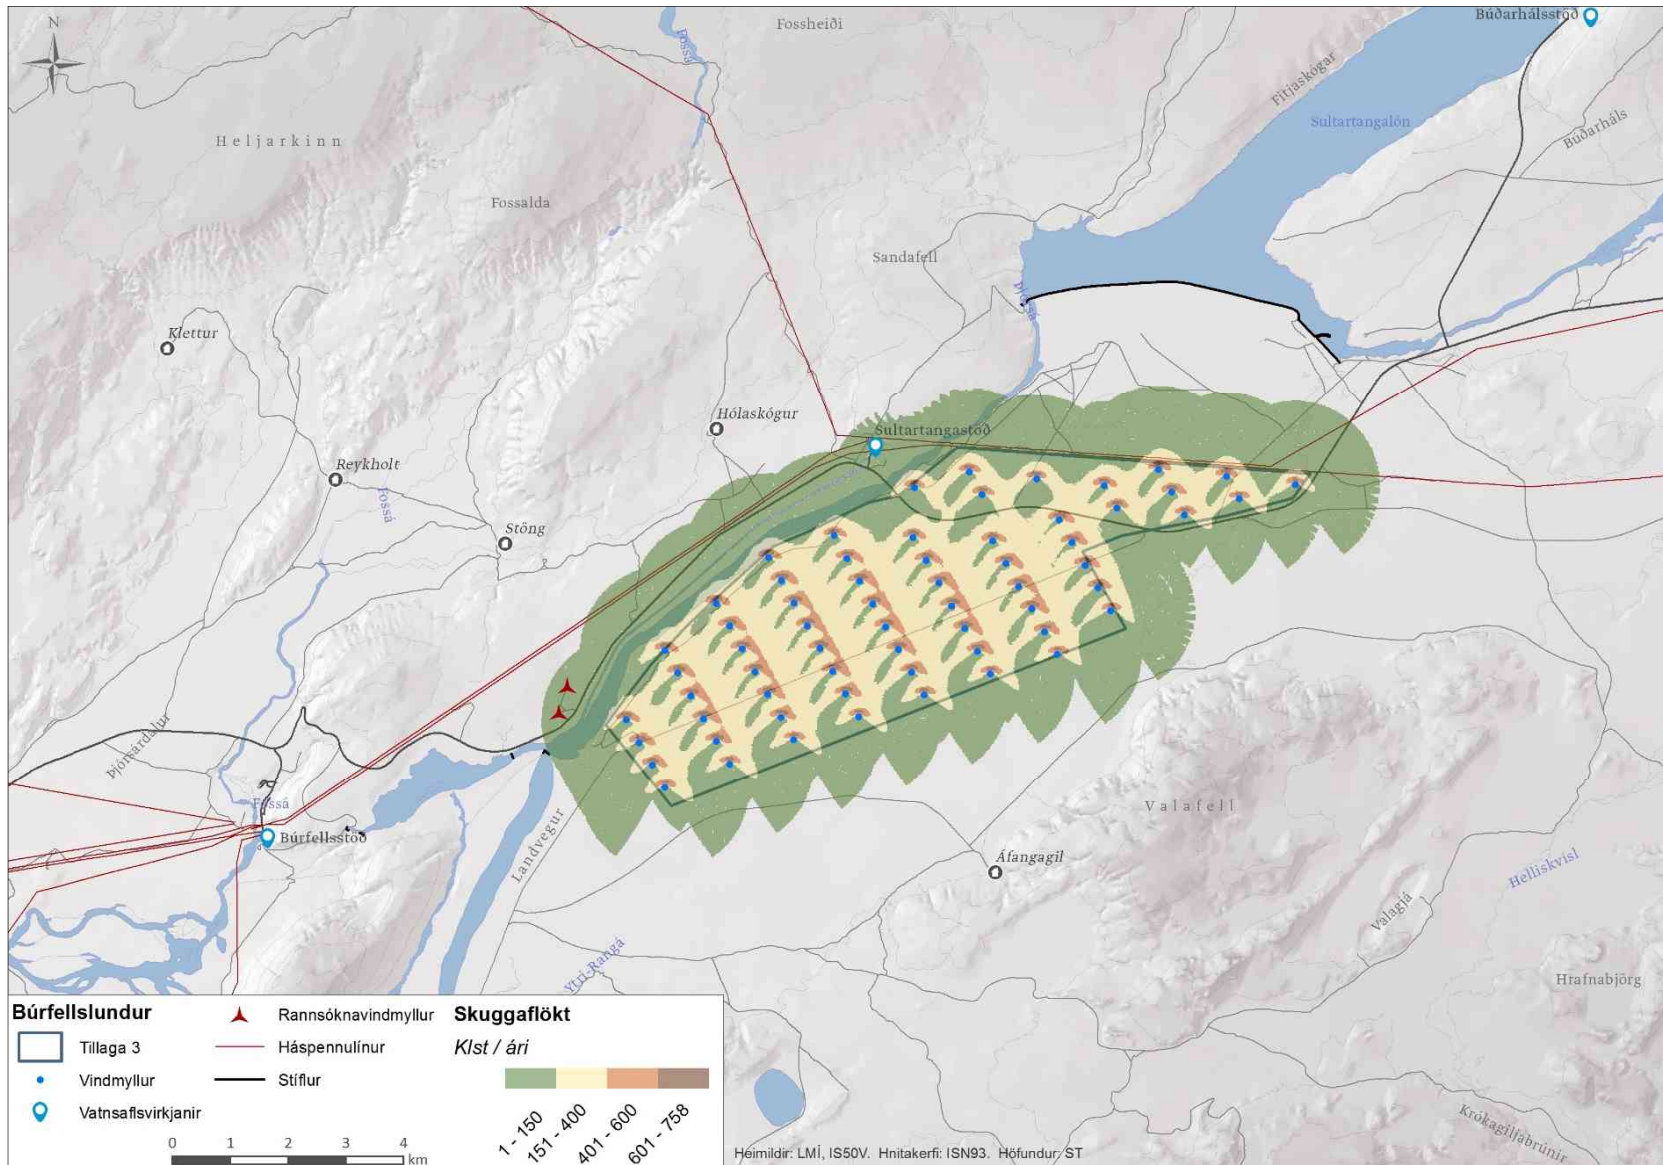 N
Fossá
Fossheiði
Búðarhálsstöð
Fitjaskógar
Sultartangalón
Búðarháls
Heljarkinn
Fossalda
Sandafell
Þjórsá
Klettur
Hólaskógur
Sultartangastöð
Reykholt
Fossá
Stöng
Þjórsárdalur
Fossá
Búrfellsstöð
Landvegur
Valafell
Áfangagil
Helliskvísl
Valagjá
Ytri-Rangá
Hrafnabjörg
Krókagiljabrúnir
Búrfellslundur
Tillaga 3
Vindmyllur
Vatnsaflsvirkjanir
Rannsóknavindmyllur
Háspennulínur
Stíflur
Skuggaflökt
Klst / ári
1 - 150
151 - 400
401 - 600
601 - 758
0 1 2 3 4
km
Heimildir: LMÍ, IS50V. Hnitakerfi: ISN93. Höfundur: ST